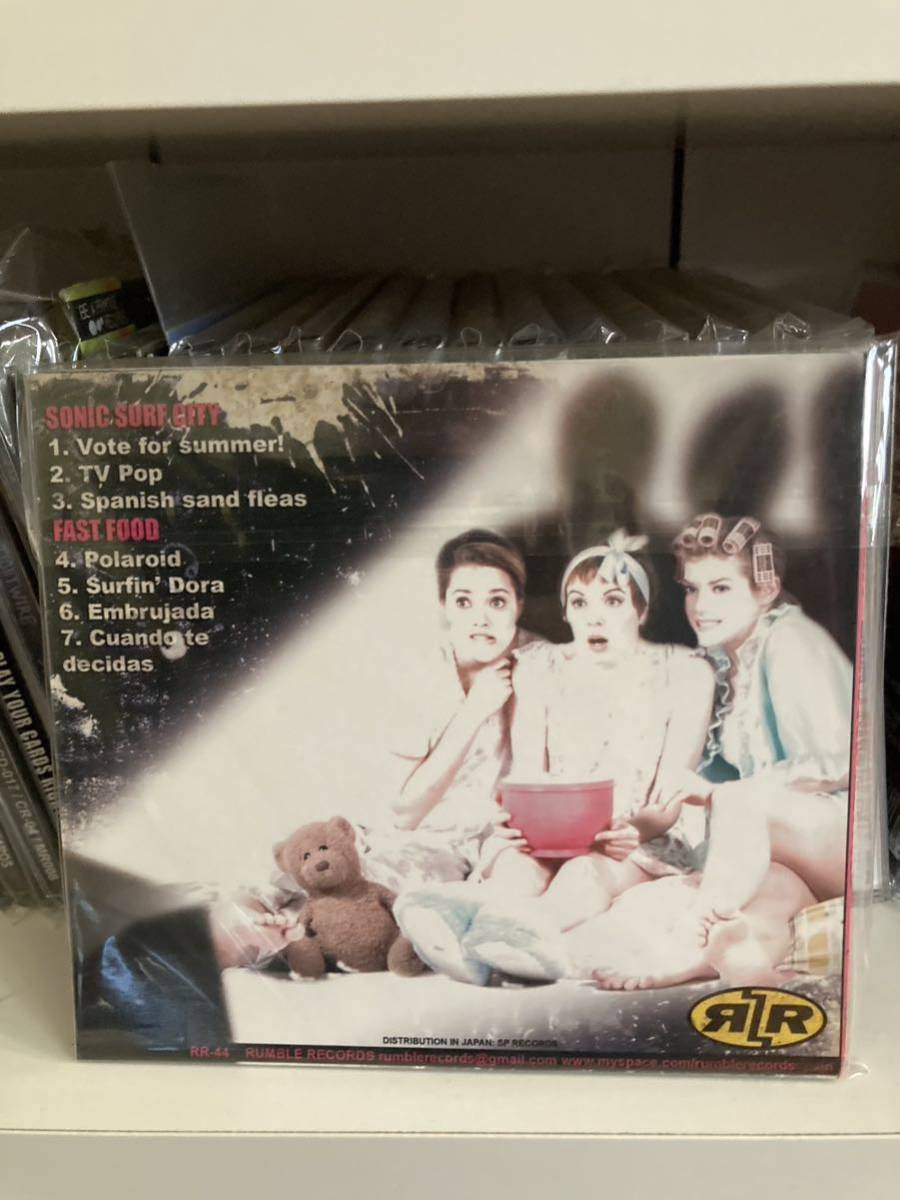 SONIC SURF CITY
1. Vote for summer!
2. TV Pop
3. Spanish sand fleas
FAST FOOD
4. Polaroid
5. Surfin' Dora
6. Embrujada
7. Cuando te
decidas
PLAY YOUR CARDS
DISTRIBUTION IN JAPAN: SP RECORDS
RR-44 RUMBLE RECORDS rumblerecords@gmail.com www.myspace.com/rumblerecords